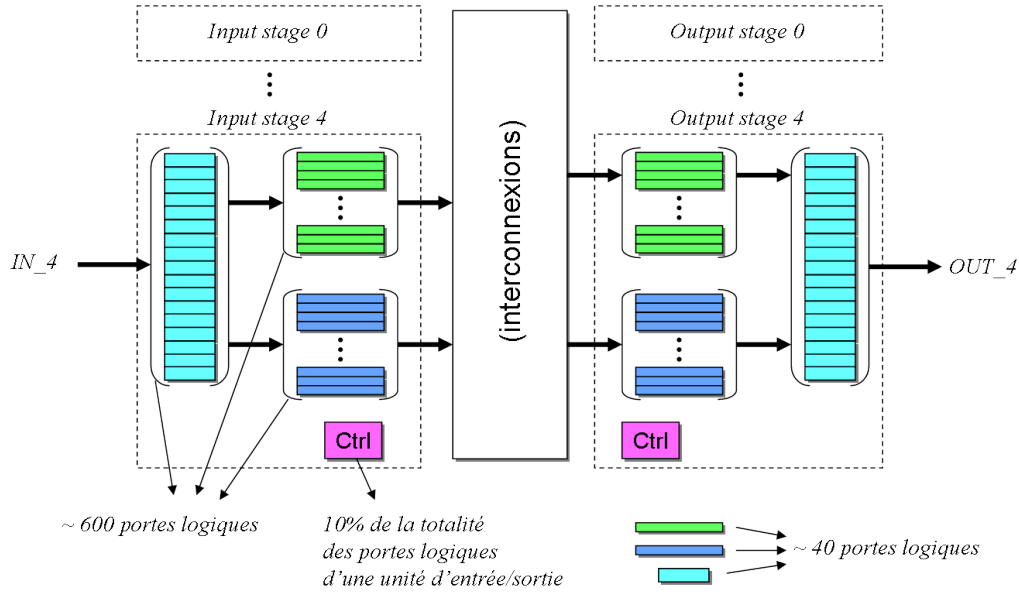 Input stage 0
Output stage 0
Input stage 4
Output stage 4
IN_4
(interconnexions)
OUT_4
Ctrl
Ctrl
~ 600 portes logiques
10% de la totalité
des portes logiques
d'une unité d'entrée/sortie
~ 40 portes logiques